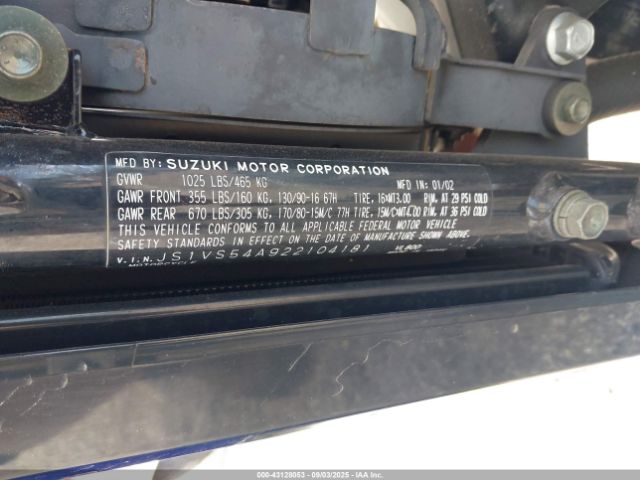 MFD BY: SUZUKI MOTOR CORPORATION
GVWR 1025 LBS/465 KG MFD IN: 01/02
GAWR FRONT 355 LBS/160 KG, 130/90-16 67H TIRE, 16×MT3.00 RIM, AT 29 PSI COLD
GAWR REAR 670 LBS/305 KG, 170/80-15M/C 77H TIRE, 15M/C×MT4.00 RIM, AT 36 PSI COLD
THIS VEHICLE CONFORMS TO ALL APPLICABLE FEDERAL MOTOR VEHICLE
SAFETY STANDARDS IN EFFECT ON THE DATE OF MANUFACTURE SHOWN ABOVE.
V.I.N. JS1VS54A922104181
MOTORCYCLE
000-43128053 - 09/03/2025 - IAA, Inc.